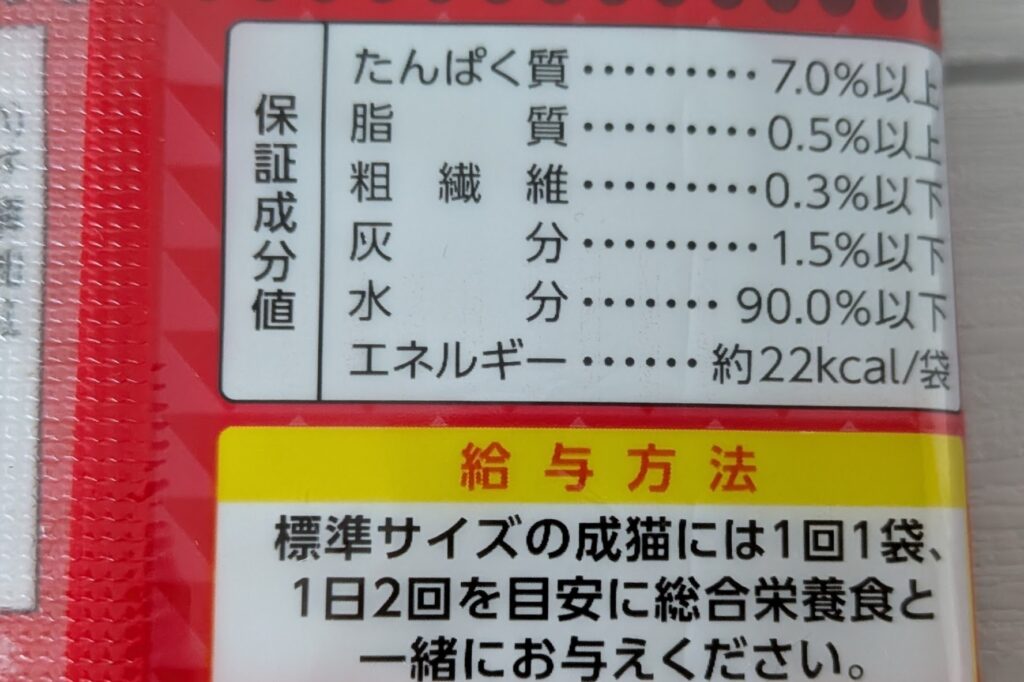 保証成分値
たんぱく質・・・・・・・・・・7.0%以上
脂質・・・・・・・・・・0.5%以上
粗繊維・・・・・・・・・・0.3%以下
灰分・・・・・・・・・・1.5%以下
水分・・・・・・・90.0%以下
エネルギー・・・・・・約22kcal/袋
給与方法
標準サイズの成猫には1回1袋、
1日2回を目安に総合栄養食と
一緒にお与えください。